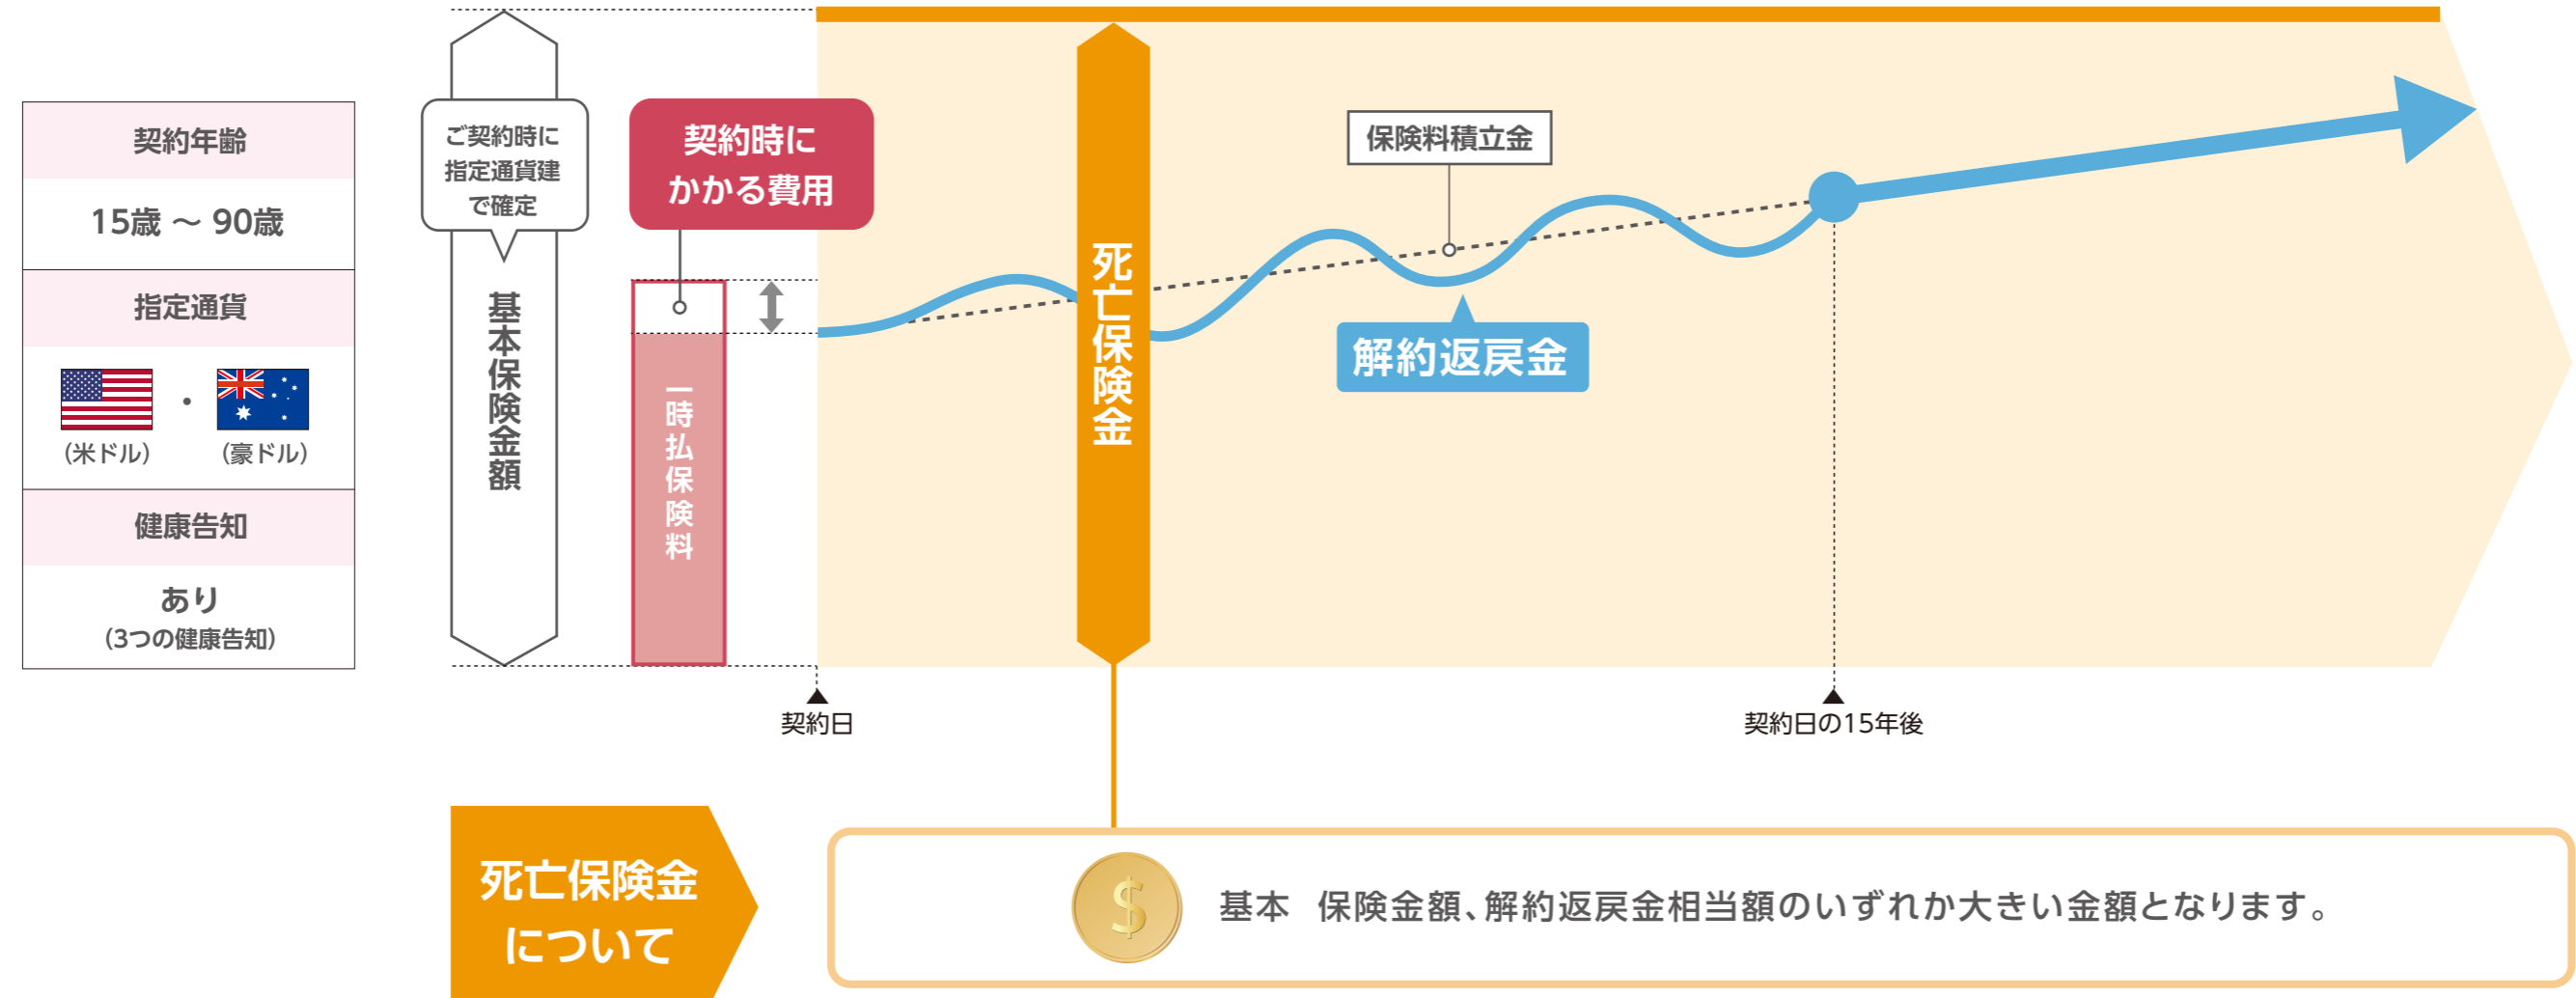 契約年齢
15歳 ～ 90歳
指定通貨
・
（米ドル）
（豪ドル）
健康告知
あり
（3つの健康告知）
ご契約時に
指定通貨建
で確定
基本保険金額
契約時に
かかる費用
一時払保険料
死亡保険金
保険料積立金
解約返戻金
契約日
契約日の15年後
死亡保険金
について
$
基本　保険金額、解約返戻金相当額のいずれか大きい金額となります。